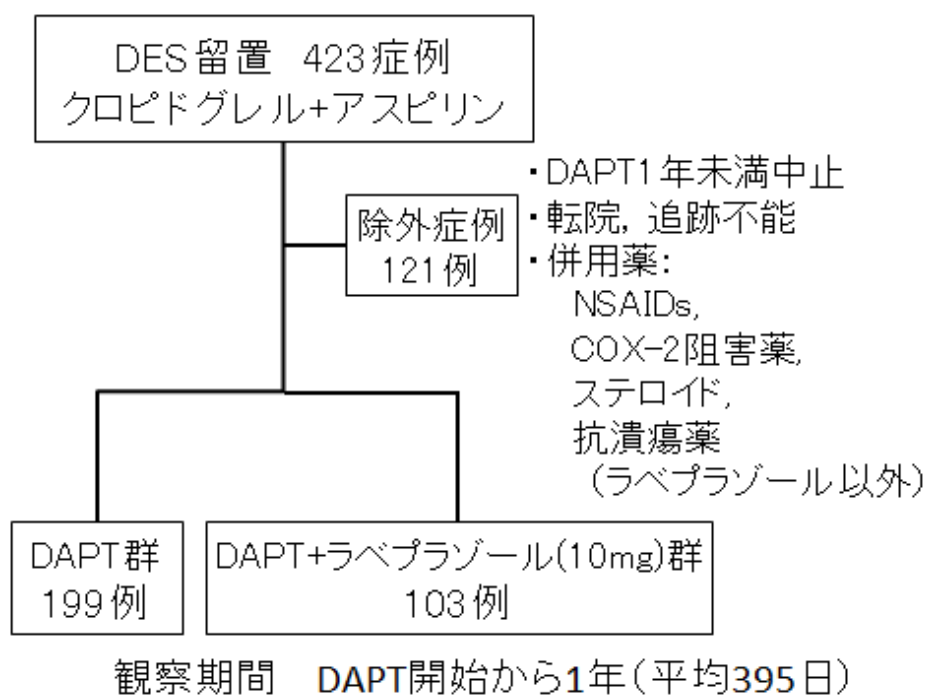 DES留置 423症例
クロピドグレル+アスピリン
・DAPT1年未満中止
・転院, 追跡不能
・併用薬:
NSAIDs,
COX-2阻害薬,
ステロイド,
抗潰瘍薬
(ラベプラゾール以外)
除外症例
121例
DAPT群
199例
DAPT+ラベプラゾール(10mg)群
103例
観察期間 DAPT開始から1年(平均395日)